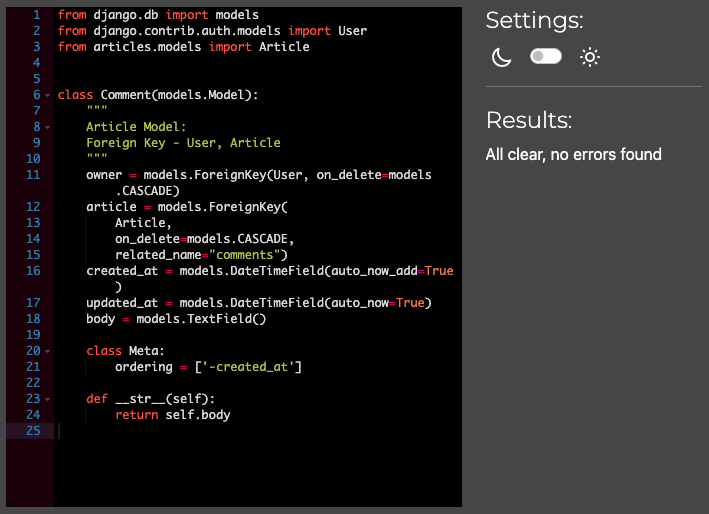 1 from django.db import models
2 from django.contrib.auth.models import User
3 from articles.models import Article
4
5
6 class Comment(models.Model):
7     """
8     Article Model:
9     Foreign Key - User, Article
10     """
11     owner = models.ForeignKey(User, on_delete=models
        .CASCADE)
12     article = models.ForeignKey(
13         Article,
14         on_delete=models.CASCADE,
15         related_name="comments")
16     created_at = models.DateTimeField(auto_now_add=True
        )
17     updated_at = models.DateTimeField(auto_now=True)
18     body = models.TextField()
19
20     class Meta:
21         ordering = ['-created_at']
22
23     def __str__(self):
24         return self.body
25
Settings:
Results:
All clear, no errors found